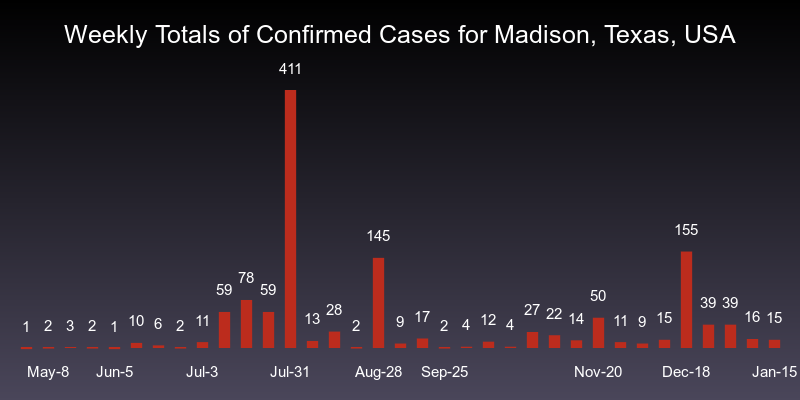 Weekly Totals of Confirmed Cases for Madison, Texas, USA
411
1 2 3 2 1 10 6 2 11 59 78 59 13 28 2 145 9 17 2 4 12 4 27 22 14 50 11 9 15 155 39 39 16 15
May-8 Jun-5 Jul-3 Jul-31 Aug-28 Sep-25 Nov-20 Dec-18 Jan-15